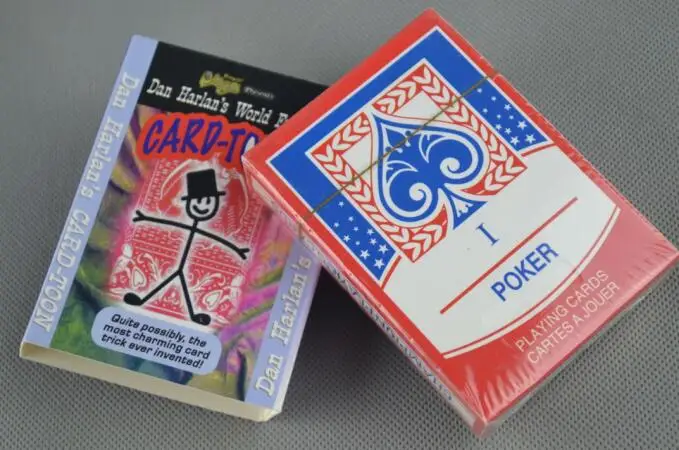 Dan Harlan's CARD-TOON
Presents
Dan Harlan's World
CARD-TO
Quite possibly, the
most charming card
trick ever invented!
Dan Harlan's
I
POKER
PLAYING CARDS
CARTES A JOUER